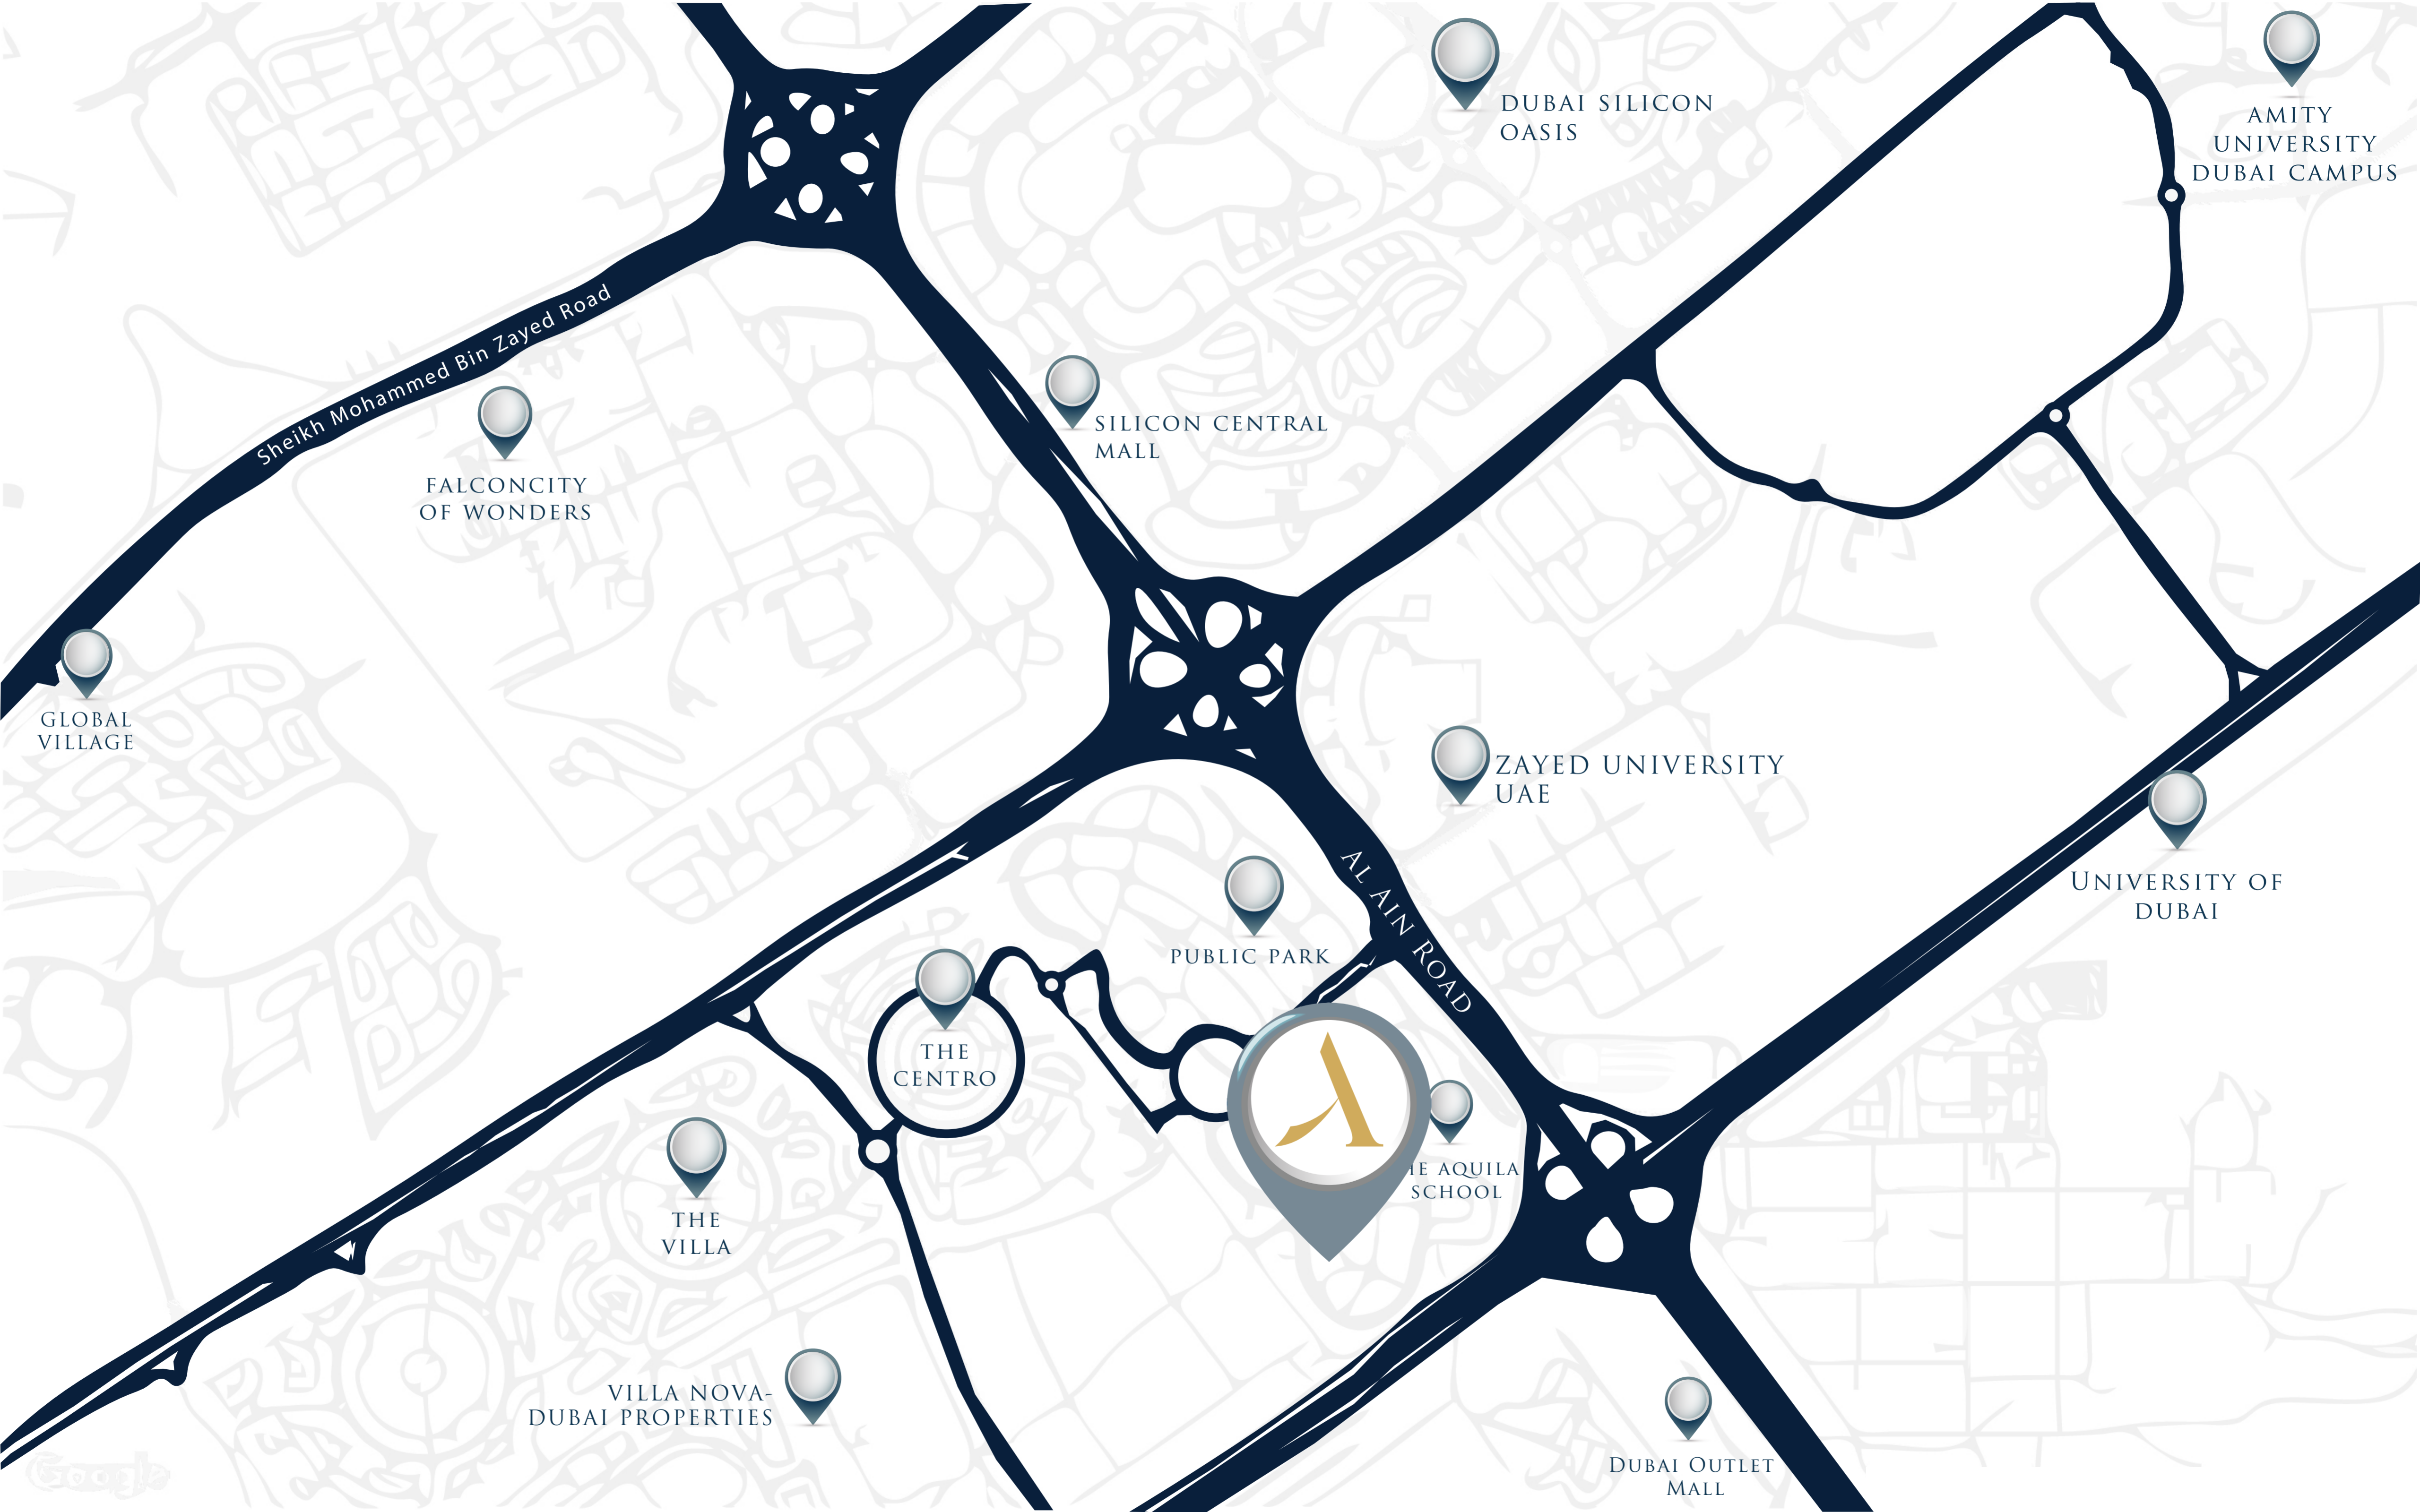 DUBAI SILICON
OASIS
AMITY
UNIVERSITY
DUBAI CAMPUS
Sheikh Mohammed Bin Zayed Road
SILICON CENTRAL
MALL
FALCONCITY
OF WONDERS
GLOBAL
VILLAGE
ZAYED UNIVERSITY
UAE
UNIVERSITY OF
DUBAI
AL AIN ROAD
PUBLIC PARK
THE
CENTRO
AQUILA
SCHOOL
THE
VILLA
VILLA NOVA-
DUBAI PROPERTIES
DUBAI OUTLET
MALL
Google